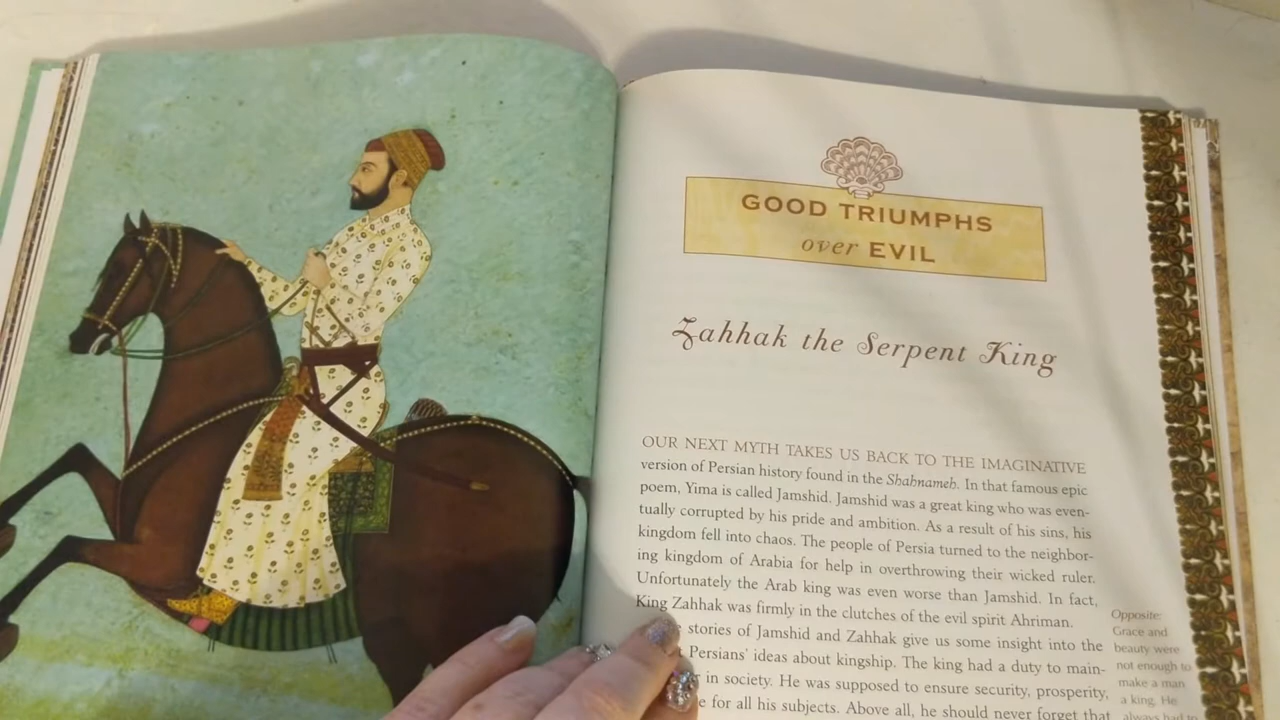 GOOD TRIUMPHS
over EVIL
Zahhak the Serpent King
OUR NEXT MYTH TAKES US BACK TO THE IMAGINATIVE
version of Persian history found in the Shahnameh. In that famous epic
poem, Yima is called Jamshid. Jamshid was a great king who was even-
tually corrupted by his pride and ambition. As a result of his sins, his
kingdom fell into chaos. The people of Persia turned to the neighbor-
ing kingdom of Arabia for help in overthrowing their wicked ruler.
Unfortunately the Arab king was even worse than Jamshid. In fact,
King Zahhak was firmly in the clutches of the evil spirit Ahriman.
stories of Jamshid and Zahhak give us some insight into the
Persians' ideas about kingship. The king had a duty to main-
in society. He was supposed to ensure security, prosperity,
for all his subjects. Above all, he should never forget that
Opposite:
Grace and
beauty were
not enough to
make a man
a king. He
always had to